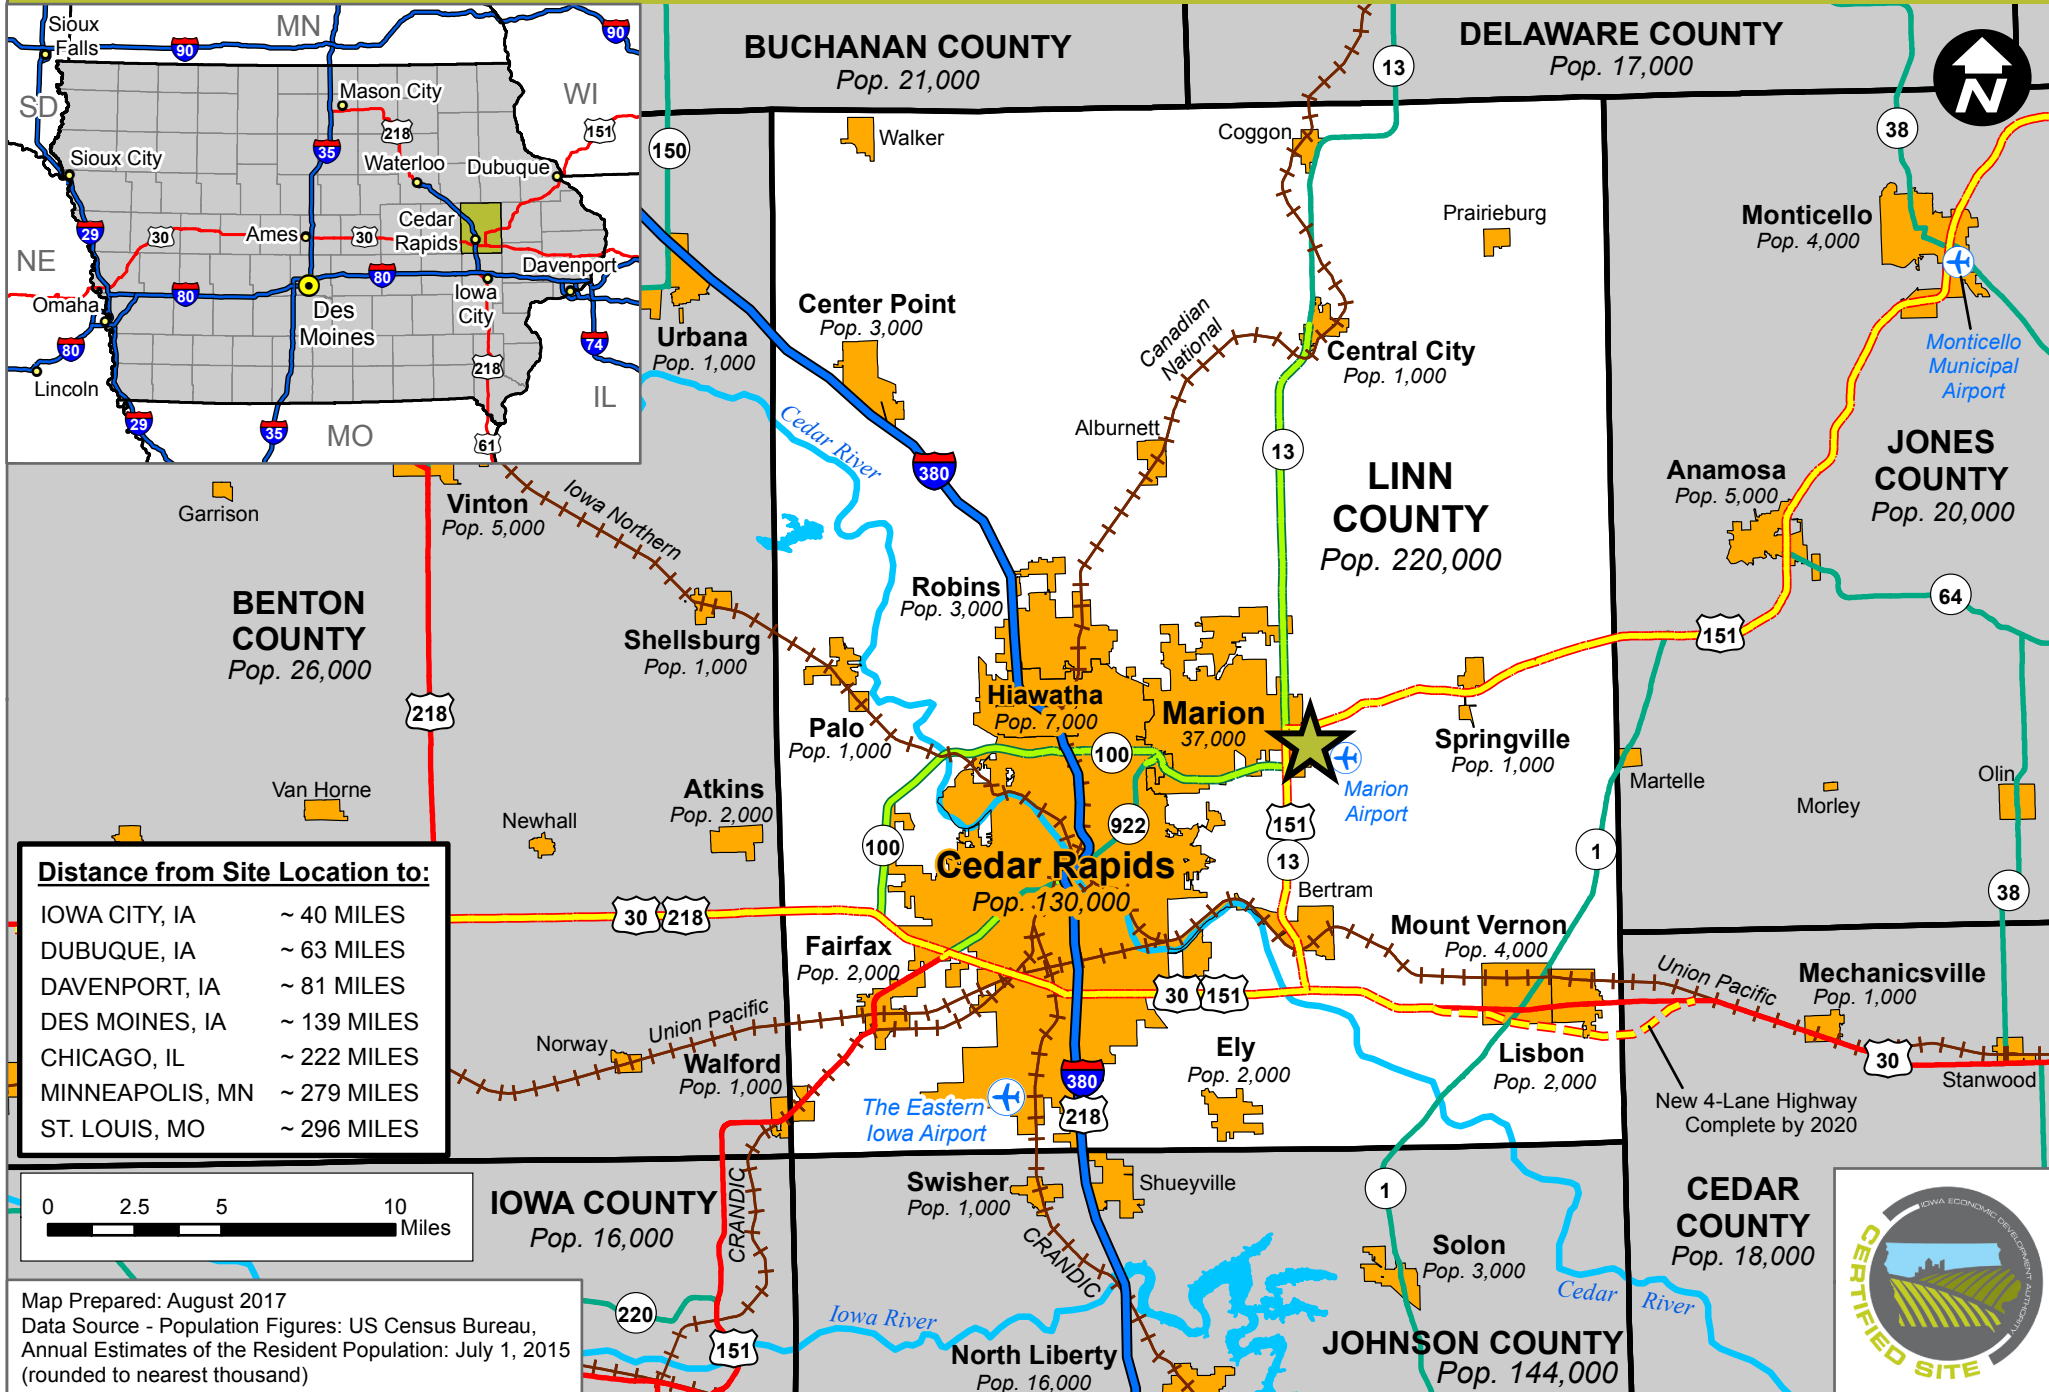 MN
Sioux
Falls
90
90
SD
WI
Mason City
218
151
35
Sioux City
Waterloo
Dubuque
Cedar
Rapids
29
30
Ames
30
NE
80
Davenport
80
Omaha
Iowa
City
Des
Moines
80
74
218
Lincoln
IL
29
35
MO
61
BUCHANAN COUNTY
Pop. 21,000
DELAWARE COUNTY
Pop. 17,000
N
13
38
150
Walker
Coggon
Prairieburg
Monticello
Pop. 4,000
Center Point
Pop. 3,000
Urbana
Pop. 1,000
Canadian
National
Central City
Pop. 1,000
Monticello
Municipal
Airport
Cedar River
Alburnett
13
380
LINN
COUNTY
Pop. 220,000
JONES
COUNTY
Pop. 20,000
Anamosa
Pop. 5,000
Garrison
Vinton
Pop. 5,000
Iowa Northern
Robins
Pop. 3,000
64
BENTON
COUNTY
Pop. 26,000
Shellsburg
Pop. 1,000
151
218
Hiawatha
Pop. 7,000
Marion
37,000
Palo
Pop. 1,000
100
Springville
Pop. 1,000
Marion
Airport
Martelle
Morley
Olin
Van Horne
Newhall
Atkins
Pop. 2,000
922
151
100
13
1
Cedar Rapids
Pop. 130,000
Bertram
38
30
218
Mount Vernon
Pop. 4,000
Fairfax
Pop. 2,000
Union Pacific
Mechanicsville
Pop. 1,000
30
151
Union Pacific
Norway
Walford
Pop. 1,000
Ely
Pop. 2,000
Lisbon
Pop. 2,000
30
Stanwood
380
218
The Eastern
Iowa Airport
New 4-Lane Highway
Complete by 2020
Distance from Site Location to:
IOWA CITY, IA ~ 40 MILES
DUBUQUE, IA ~ 63 MILES
DAVENPORT, IA ~ 81 MILES
DES MOINES, IA ~ 139 MILES
CHICAGO, IL ~ 222 MILES
MINNEAPOLIS, MN ~ 279 MILES
ST. LOUIS, MO ~ 296 MILES
0 2.5 5 10
Miles
IOWA COUNTY
Pop. 16,000
CRANDIC
Swisher
Pop. 1,000
Shueyville
1
CEDAR
COUNTY
Pop. 18,000
CRANDIC
Solon
Pop. 3,000
Cedar River
220
151
Iowa River
North Liberty
Pop. 16,000
JOHNSON COUNTY
Pop. 144,000
Map Prepared: August 2017
Data Source - Population Figures: US Census Bureau,
Annual Estimates of the Resident Population: July 1, 2015
(rounded to nearest thousand)
IOWA ECONOMIC DEVELOPMENT AUTHORITY
CERTIFIED SITE